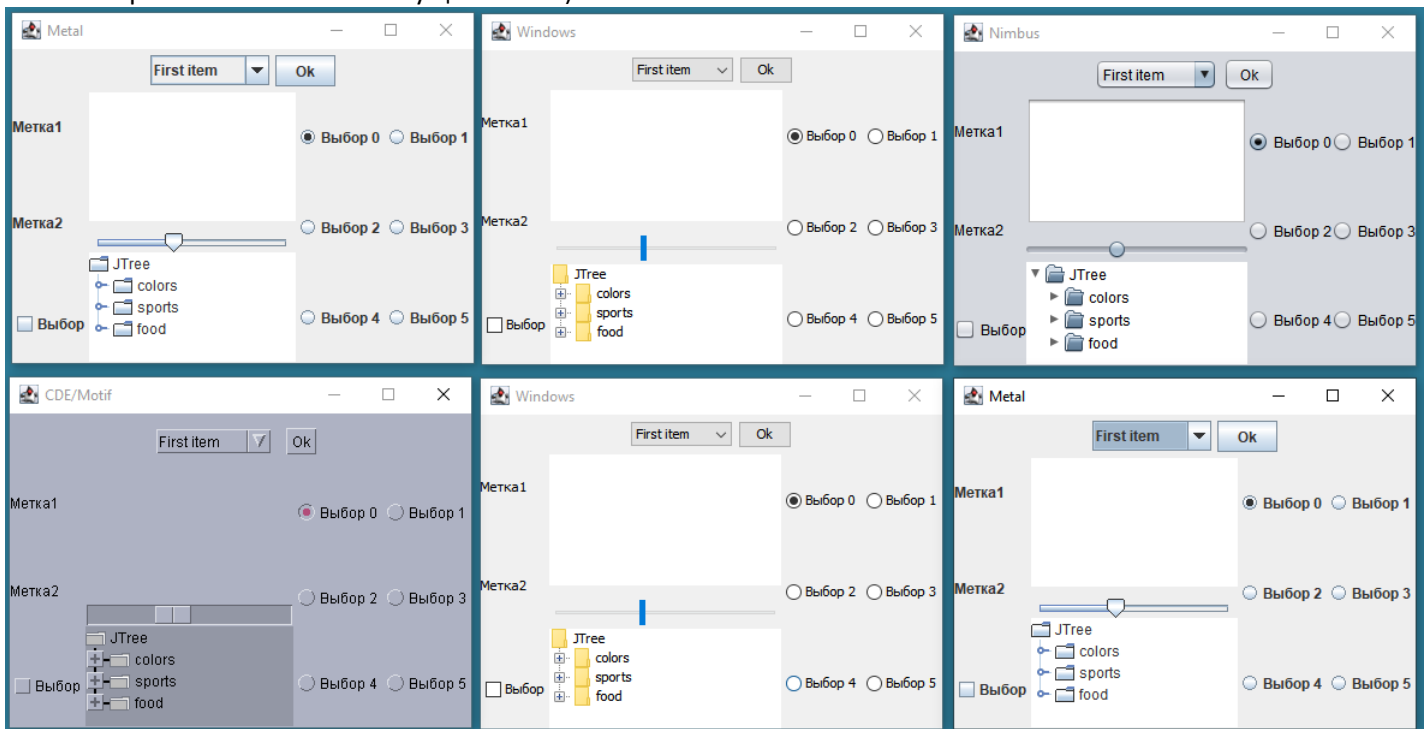 Metal
First item Ok
Метка1
Выбор 0 Выбор 1
Метка2
Выбор 2 Выбор 3
JTree
colors
sports
food
Выбор
Выбор 4 Выбор 5
Windows
First item Ok
Метка1
Выбор 0 Выбор 1
Метка2
Выбор 2 Выбор 3
JTree
colors
sports
food
Выбор
Выбор 4 Выбор 5
Nimbus
First item Ok
Метка1
Выбор 0 Выбор 1
Метка2
Выбор 2 Выбор 3
JTree
colors
sports
food
Выбор
Выбор 4 Выбор 5
CDE/Motif
First item Ok
Метка1
Выбор 0 Выбор 1
Метка2
Выбор 2 Выбор 3
JTree
colors
sports
food
Выбор
Выбор 4 Выбор 5
Windows
First item Ok
Метка1
Выбор 0 Выбор 1
Метка2
Выбор 2 Выбор 3
JTree
colors
sports
food
Выбор
Выбор 4 Выбор 5
Metal
First item Ok
Метка1
Выбор 0 Выбор 1
Метка2
Выбор 2 Выбор 3
JTree
colors
sports
food
Выбор
Выбор 4 Выбор 5